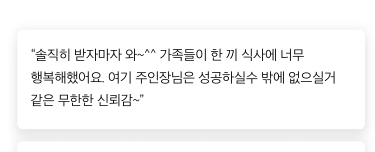 “솔직히 받자마자 와~^^ 가족들이 한 끼 식사에 너무
행복해했어요. 여기 주인장님은 성공하실수 밖에 없으실거
같은 무한한 신뢰감~”